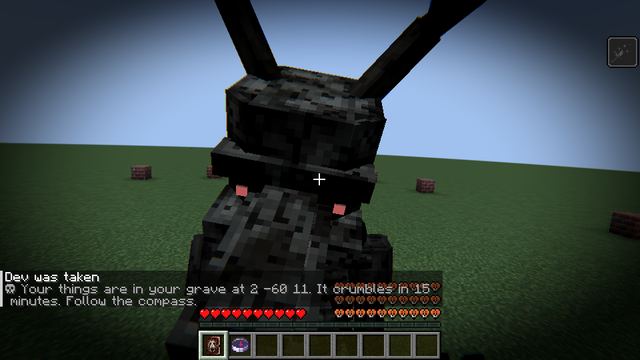 Dev was taken
☠ Your things are in your grave at 2 -60 11. It crumbles in 15
minutes. Follow the compass.